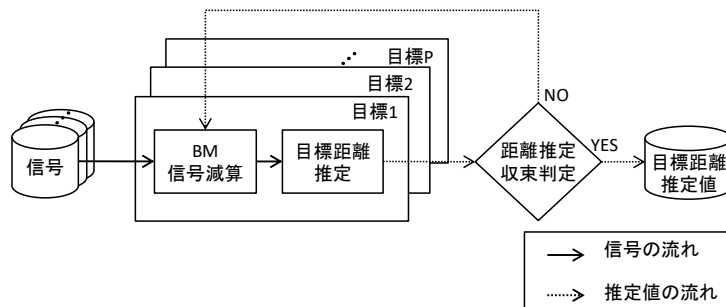 目標P
目標2
目標1
信号
BM
信号減算
目標距離
推定
距離推定
収束判定
NO
YES
目標距離
推定値
信号の流れ
推定値の流れ